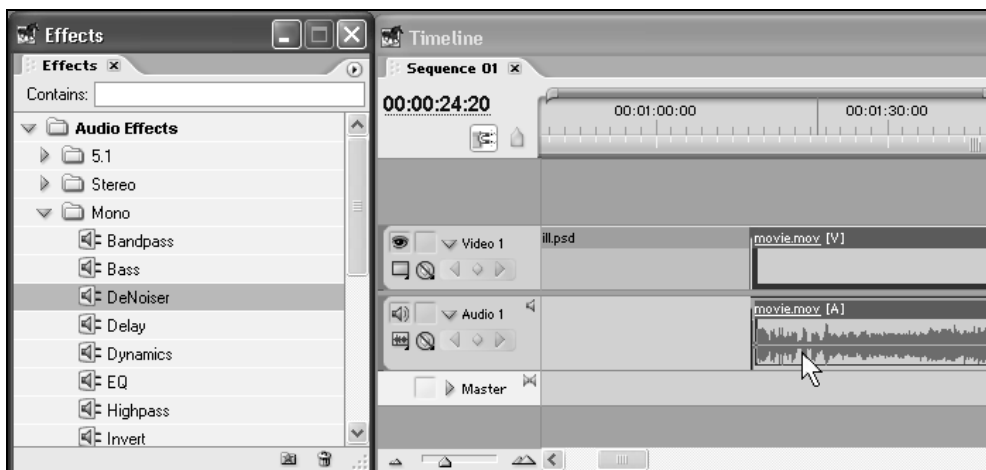 Effects
Effects
Contains:
Audio Effects
5.1
Stereo
Mono
Bandpass
Bass
DeNoiser
Delay
Dynamics
EQ
Highpass
Invert
Timeline
Sequence 01
00:00:24:20
00:01:00:00 00:01:30:00
Video 1
ill.psd
movie.mov [V]
Audio 1
movie.mov [A]
Master